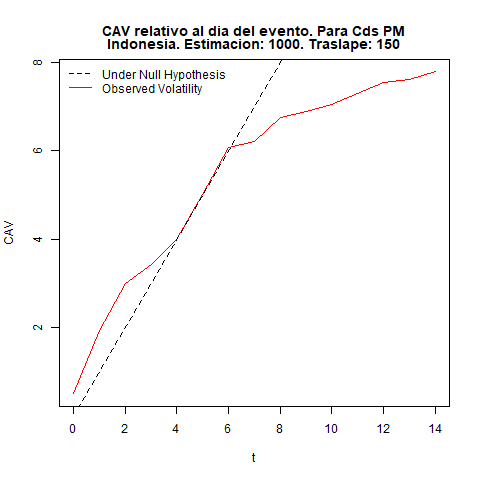 CAV relativo al dia del evento. Para Cds PM
Indonesia. Estimacion: 1000. Traslape: 150
Under Null Hypothesis
Observed Volatility
CAV
8
6
4
2
0 2 4 6 8 10 12 14
t